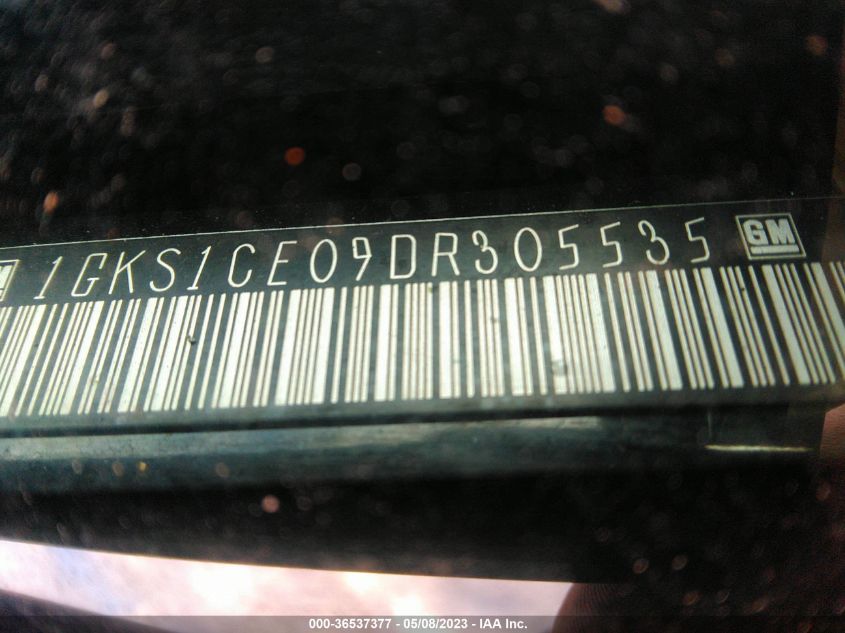 M 1GKS1CE09DR305535 GM
000-36537377 - 05/08/2023 - IAA Inc.